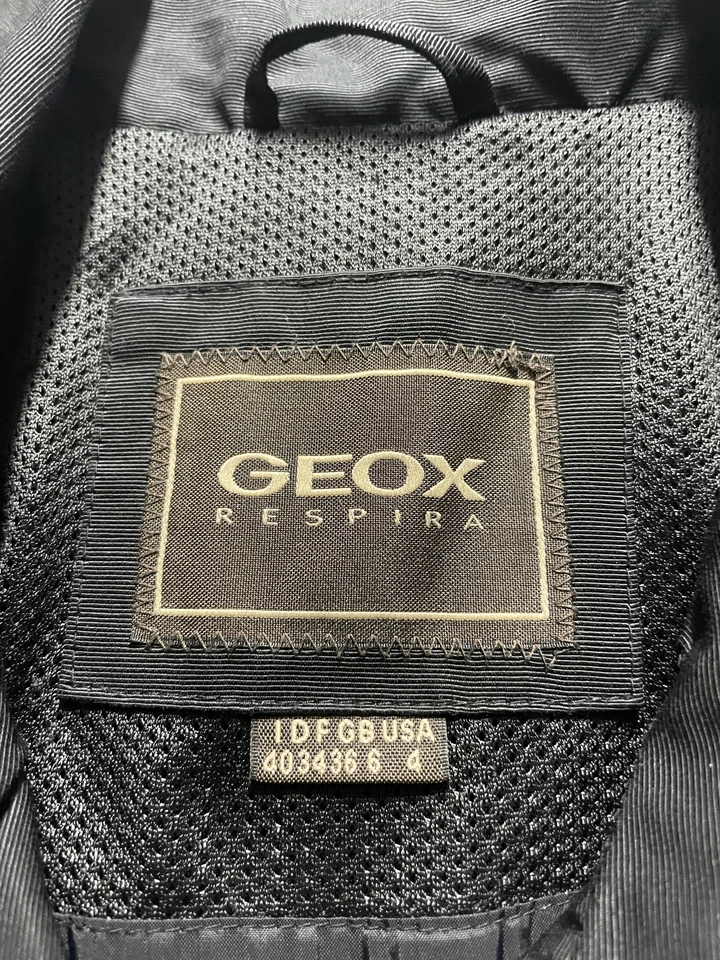 GEOX
RESPIRA
I D F GB USA
40 34 36 6 4